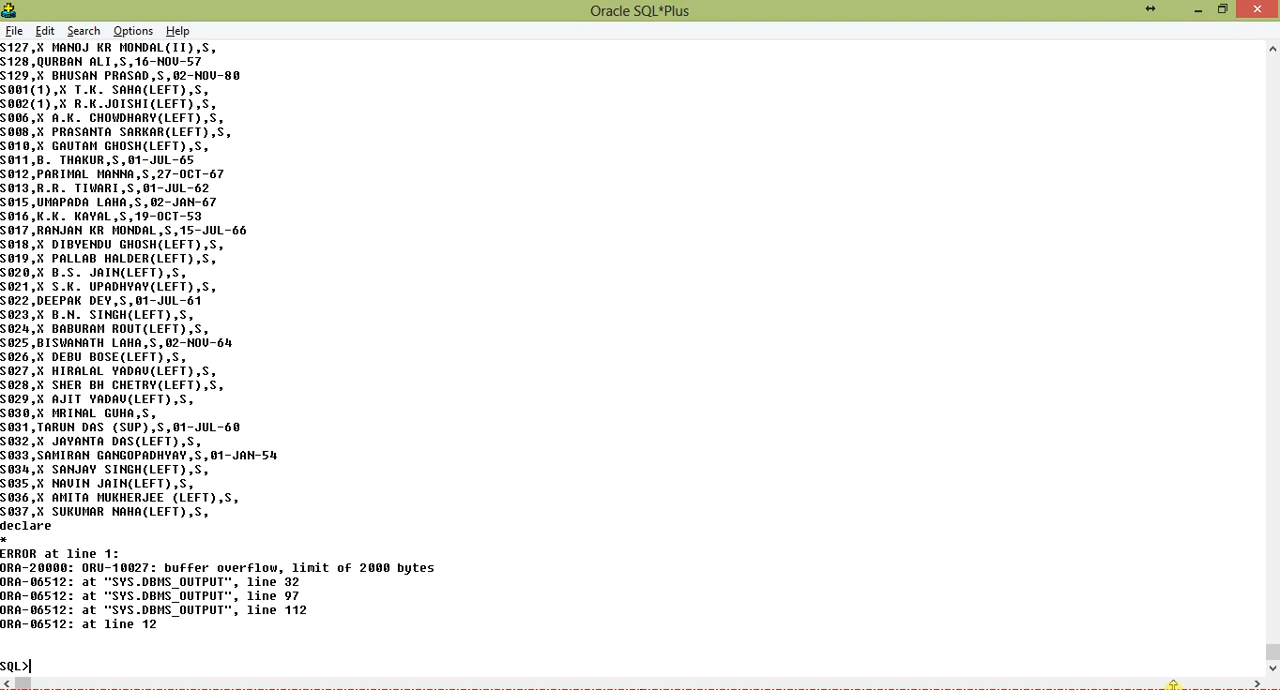 Oracle SQL*Plus
File Edit Search Options Help
S127,X MANOJ KR MONDAL(II),S,
S128,QURBAN ALI,S,16-NOV-57
S129,X BHUSAN PRASAD,S,02-NOV-80
S001(1),X T.K. SAHA(LEFT),S,
S002(1),X R.K.JOISHI(LEFT),S,
S006,X A.K. CHOWDHARY(LEFT),S,
S008,X PRASANTA SARKAR(LEFT),S,
S010,X GAUTAM GHOSH(LEFT),S,
S011,B. THAKUR,S,01-JUL-65
S012,PARIMAL MANNA,S,27-OCT-67
S013,R.R. TIWARI,S,01-JUL-62
S015,UMAPADA LAHA,S,02-JAN-67
S016,K.K. KAYAL,S,19-OCT-53
S017,RANJAN KR MONDAL,S,15-JUL-66
S018,X DIBYENDU GHOSH(LEFT),S,
S019,X PALLAB HALDER(LEFT),S,
S020,X B.S. JAIN(LEFT),S,
S021,X S.K. UPADHYAY(LEFT),S,
S022,DEEPAK DEY,S,01-JUL-61
S023,X B.N. SINGH(LEFT),S,
S024,X BABURAM ROUT(LEFT),S,
S025,BISWANATH LAHA,S,02-NOV-64
S026,X DEBU BOSE(LEFT),S,
S027,X HIRALAL YADAV(LEFT),S,
S028,X SHER BH CHETRY(LEFT),S,
S029,X AJIT YADAV(LEFT),S,
S030,X MRINAL GUHA,S,
S031,TARUN DAS (SUP),S,01-JUL-60
S032,X JAYANTA DAS(LEFT),S,
S033,SAMIRAN GANGOPADHYAY,S,01-JAN-54
S034,X SANJAY SINGH(LEFT),S,
S035,X NAVIN JAIN(LEFT),S,
S036,X AMITA MUKHERJEE (LEFT),S,
S037,X SUKUMAR NAHA(LEFT),S,
declare
*
ERROR at line 1:
ORA-20000: ORU-10027: buffer overflow, limit of 2000 bytes
ORA-06512: at "SYS.DBMS_OUTPUT", line 32
ORA-06512: at "SYS.DBMS_OUTPUT", line 97
ORA-06512: at "SYS.DBMS_OUTPUT", line 112
ORA-06512: at line 12
SQL>